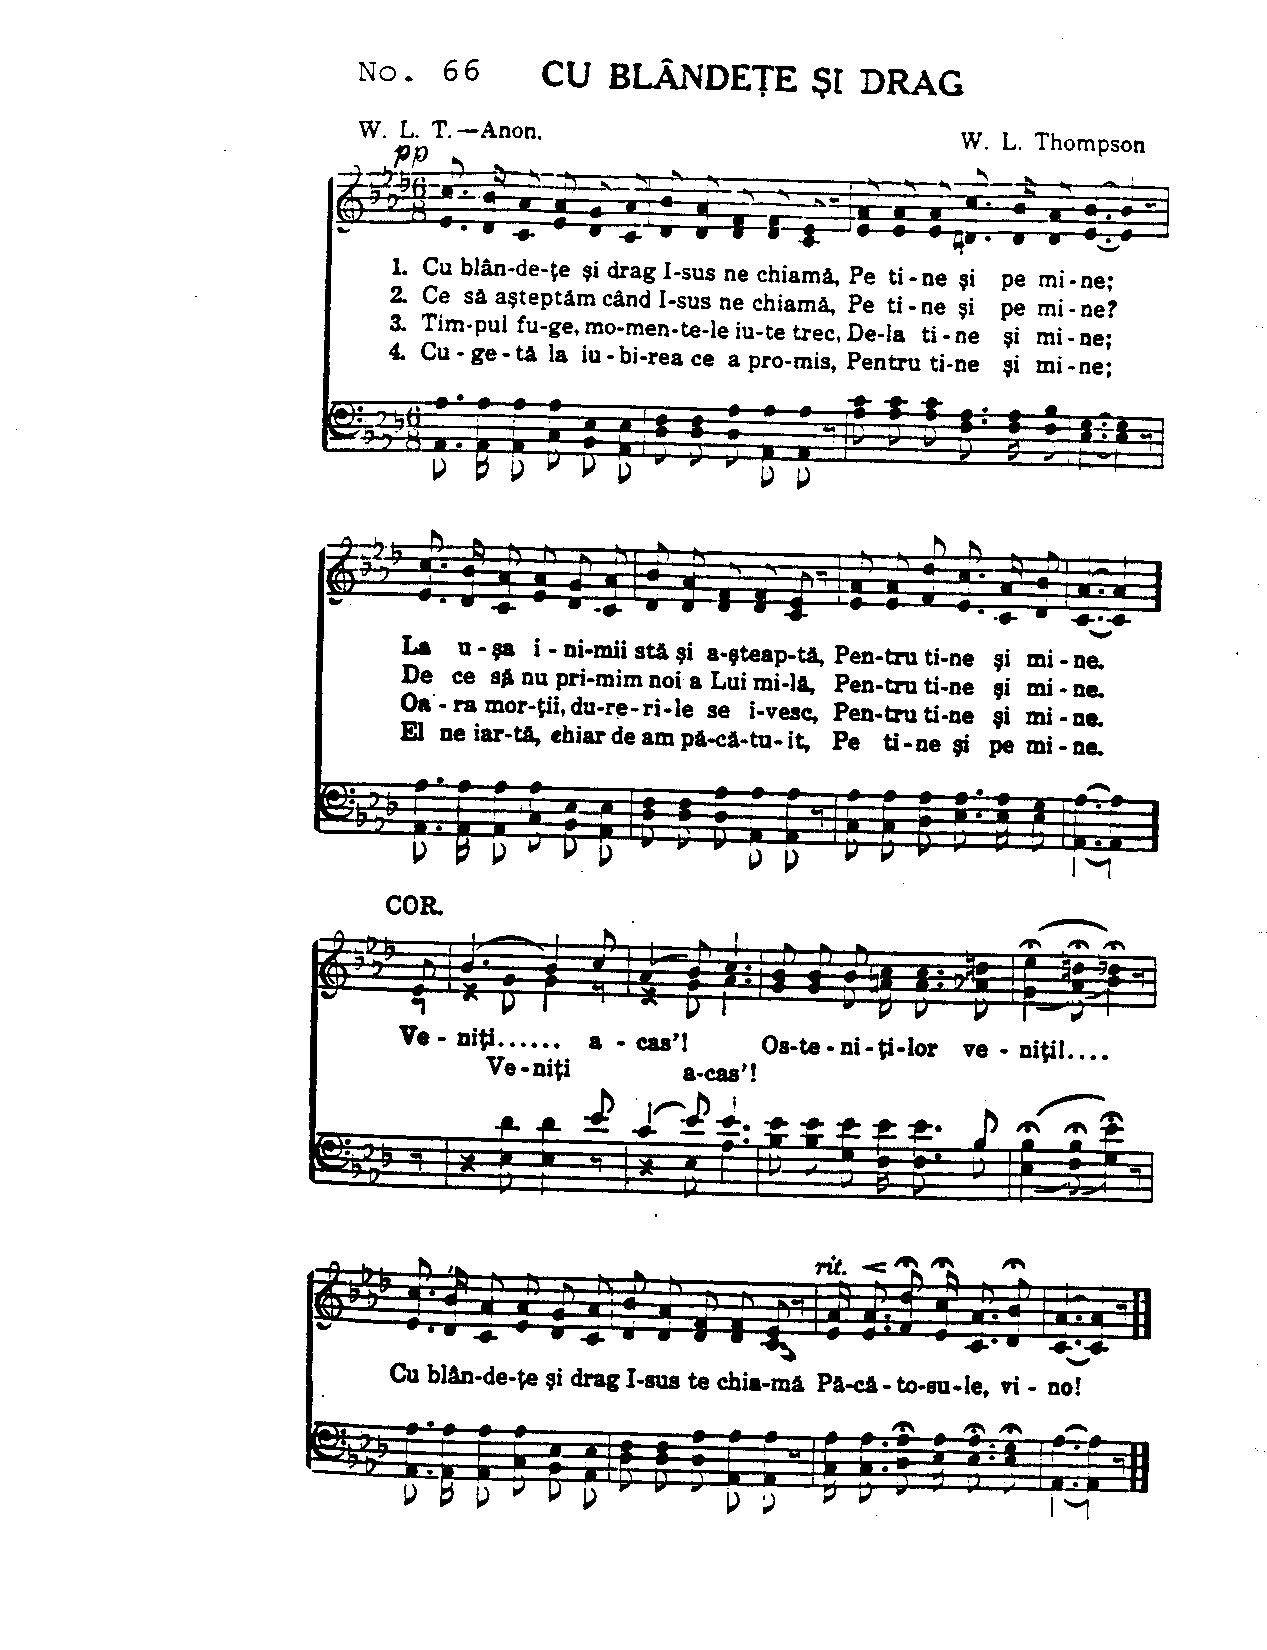 No. 66 CU BLÂNDEȚE ȘI DRAG
W. L. T.—Anon.
W. L. Thompson
pp
1. Cu blân-de-țe și drag I-sus ne chiamă, Pe ti-ne și pe mi-ne;
2. Ce să așteptăm când I-sus ne chiamă, Pe ti-ne și pe mi-ne?
3. Tim-pul fu-ge, mo-men-te-le iu-te trec, De-la ti-ne și mi-ne;
4. Cu-ge-tă la iu-bi-rea ce a pro-mis, Pentru ti-ne și mi-ne;
La u-șa i-ni-mii stă și a-șteap-tă, Pen-tru ti-ne și mi-ne.
De ce să nu pri-mim noi a Lui mi-lă, Pen-tru ti-ne și mi-ne.
Oa-ra mor-ții, du-re-ri-le se i-vesc, Pen-tru ti-ne și mi-ne.
El ne iar-tă, chiar de am pă-că-tu-it, Pe ti-ne și pe mi-ne.
COR.
Ve-niți...... a-cas'! Os-te-ni-ți-lor ve-niți!....
Ve-niți a-cas'!
rit.
Cu blân-de-țe și drag I-sus te chia-mă Pă-că-to-su-le, vi-no!